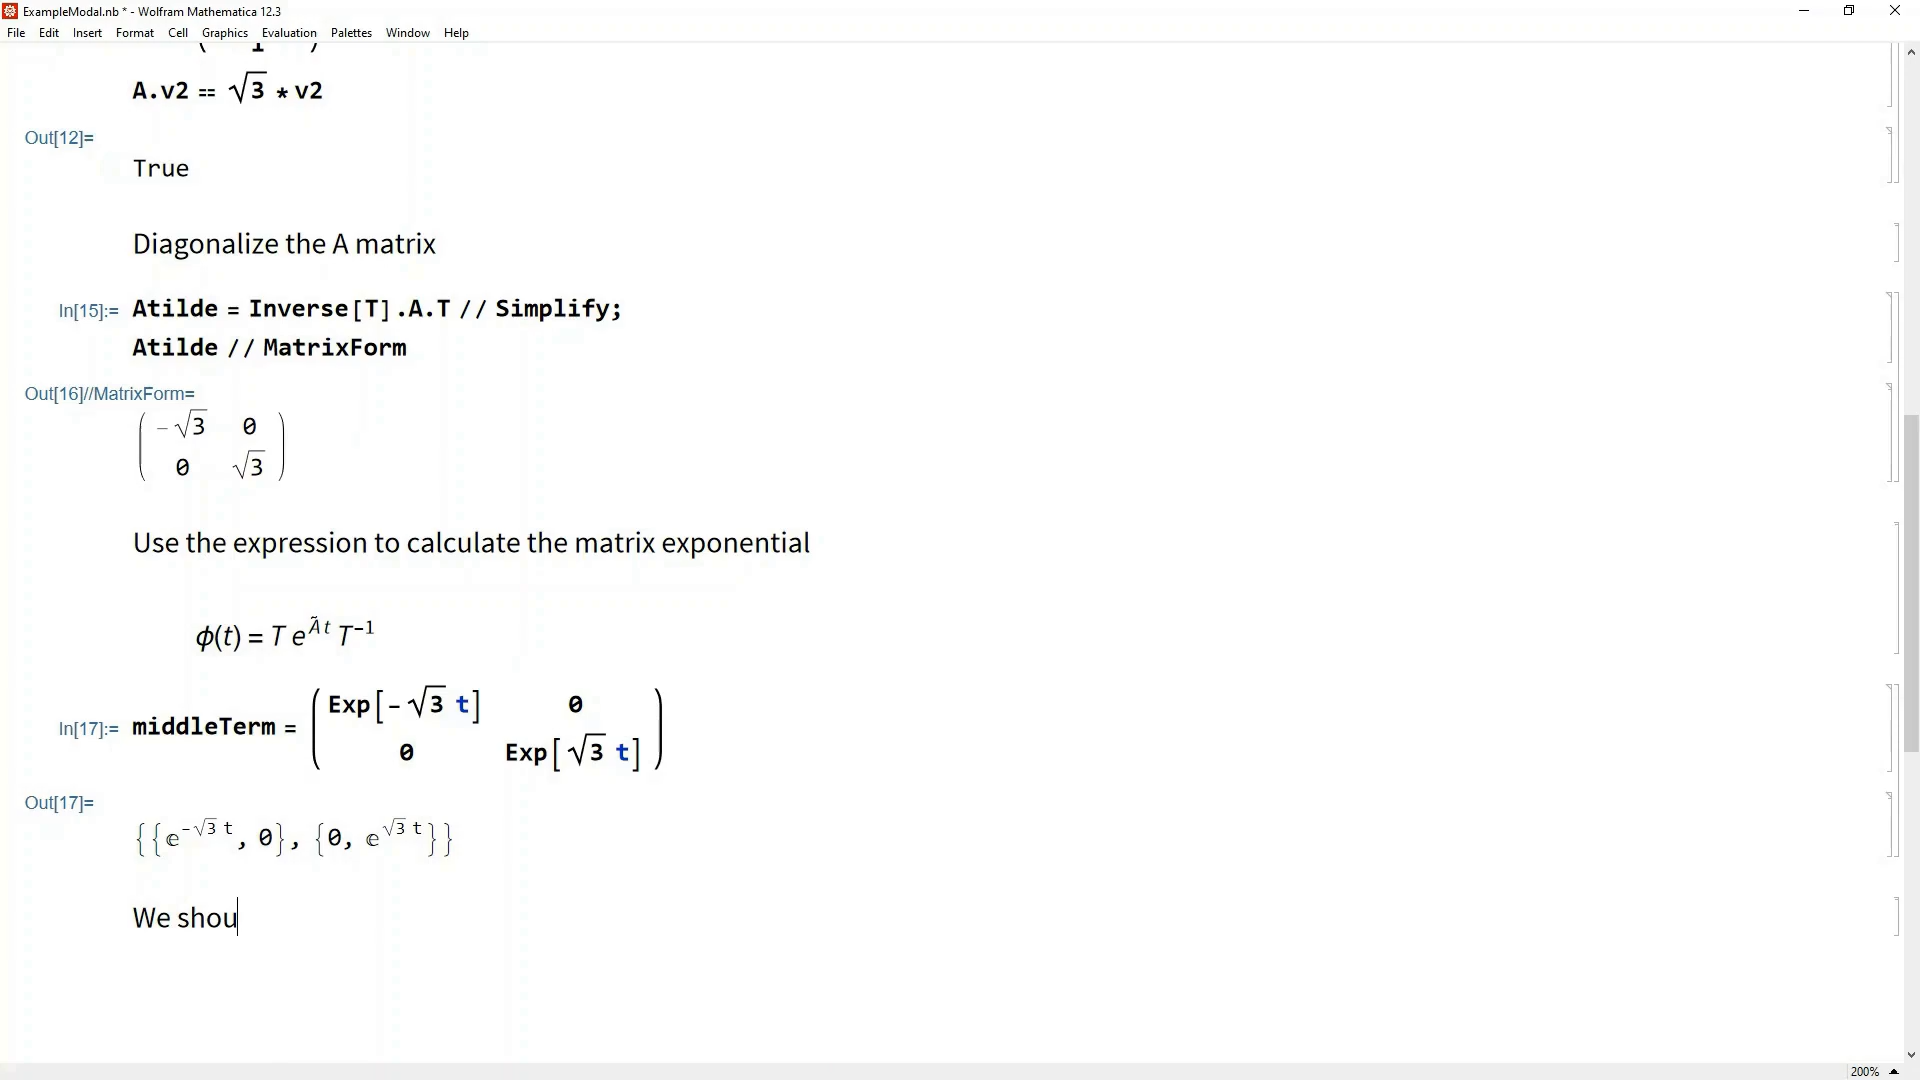 ExampleModal.nb * - Wolfram Mathematica 12.3
File Edit Insert Format Cell Graphics Evaluation Palettes Window Help
A.v2 == √3 * v2
Out[12]=
True
Diagonalize the A matrix
In[15]:= Atilde = Inverse[T].A.T // Simplify;
Atilde // MatrixForm
Out[16]//MatrixForm=
( -√3 0
0 √3 )
Use the expression to calculate the matrix exponential
ϕ(t) = T e^(Ã t) T^(-1)
In[17]:= middleTerm = ( Exp[-√3 t] 0
0 Exp[√3 t] )
Out[17]=
{{ⅇ^(-√3 t), 0}, {0, ⅇ^(√3 t)}}
We shou
200%